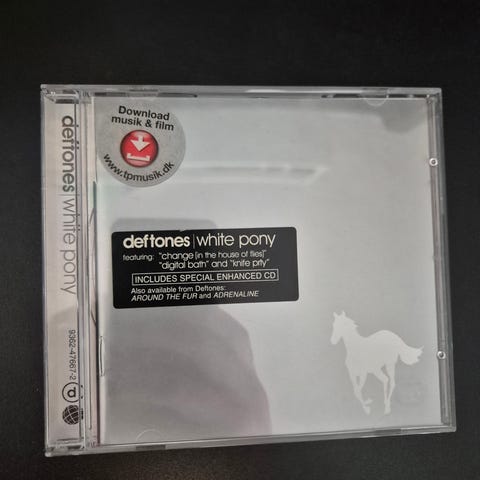 Download
musik & film
www.tpmusik.dk
deftones|white pony
featuring: "change [in the house of flies]"
"digital bath" and "knife prty"
INCLUDES SPECIAL ENHANCED CD
Also available from Deftones:
AROUND THE FUR and ADRENALINE
deftones|white pony
9362-47667-2
p